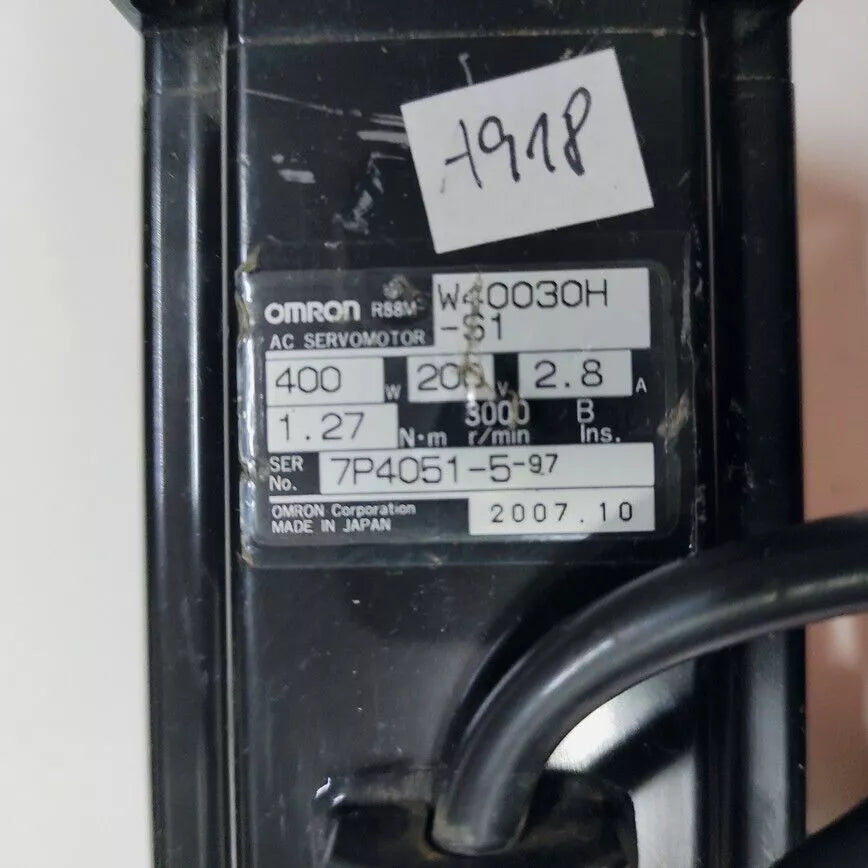 A918
OMRON R88M- W40030H
-S1
AC SERVOMOTOR
400 W 200 V 2.8 A
1.27 N·m 3000 r/min B Ins.
SER No. 7P4051-5-97
OMRON Corporation
MADE IN JAPAN
2007.10